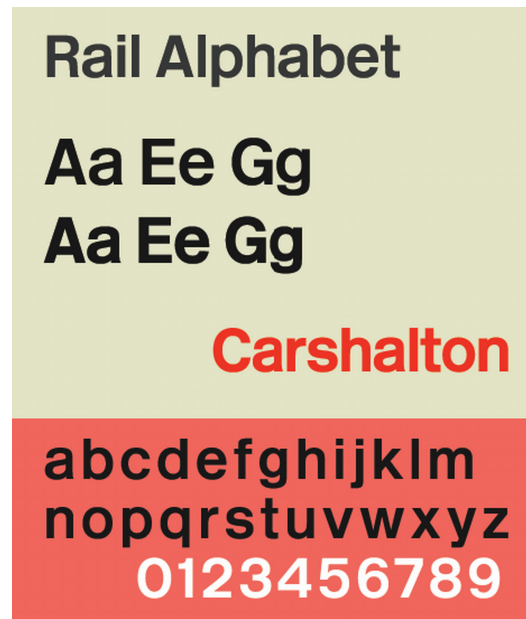 Rail Alphabet
Aa Ee Gg
Aa Ee Gg
Carshalton
abcdefghijklm
nopqrstuvwxyz
0123456789